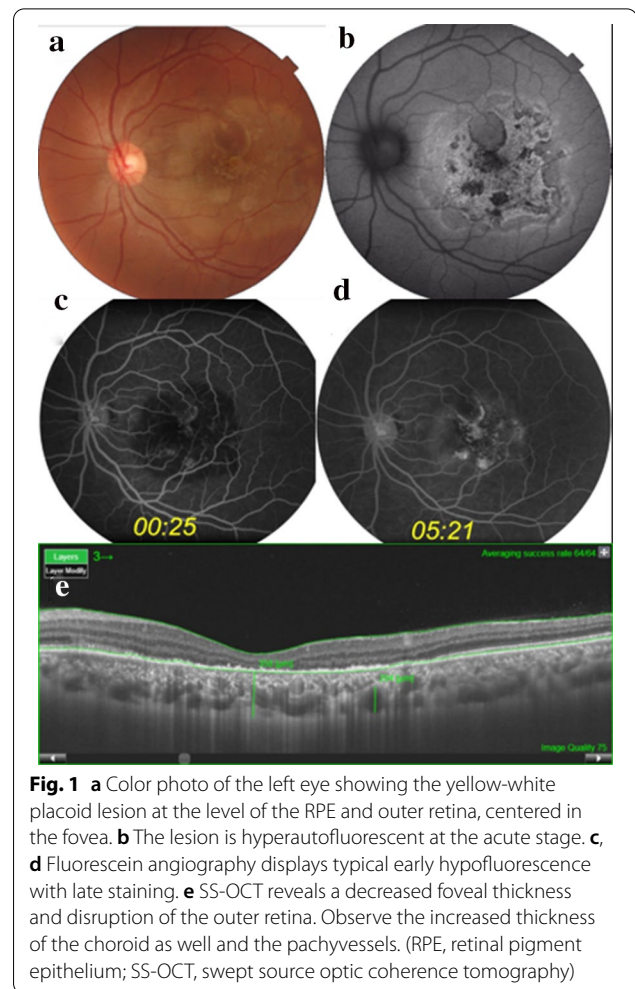 a
b
c
d
00:25
05:21
Layers
3→
Averaging success rate 64/64
Layer Modify
e
Image Quality 75
Fig. 1 a Color photo of the left eye showing the yellow-white
placoid lesion at the level of the RPE and outer retina, centered in
the fovea. b The lesion is hyperautofluorescent at the acute stage. c,
d Fluorescein angiography displays typical early hypofluorescence
with late staining. e SS-OCT reveals a decreased foveal thickness
and disruption of the outer retina. Observe the increased thickness
of the choroid as well and the pachyvessels. (RPE, retinal pigment
epithelium; SS-OCT, swept source optic coherence tomography)